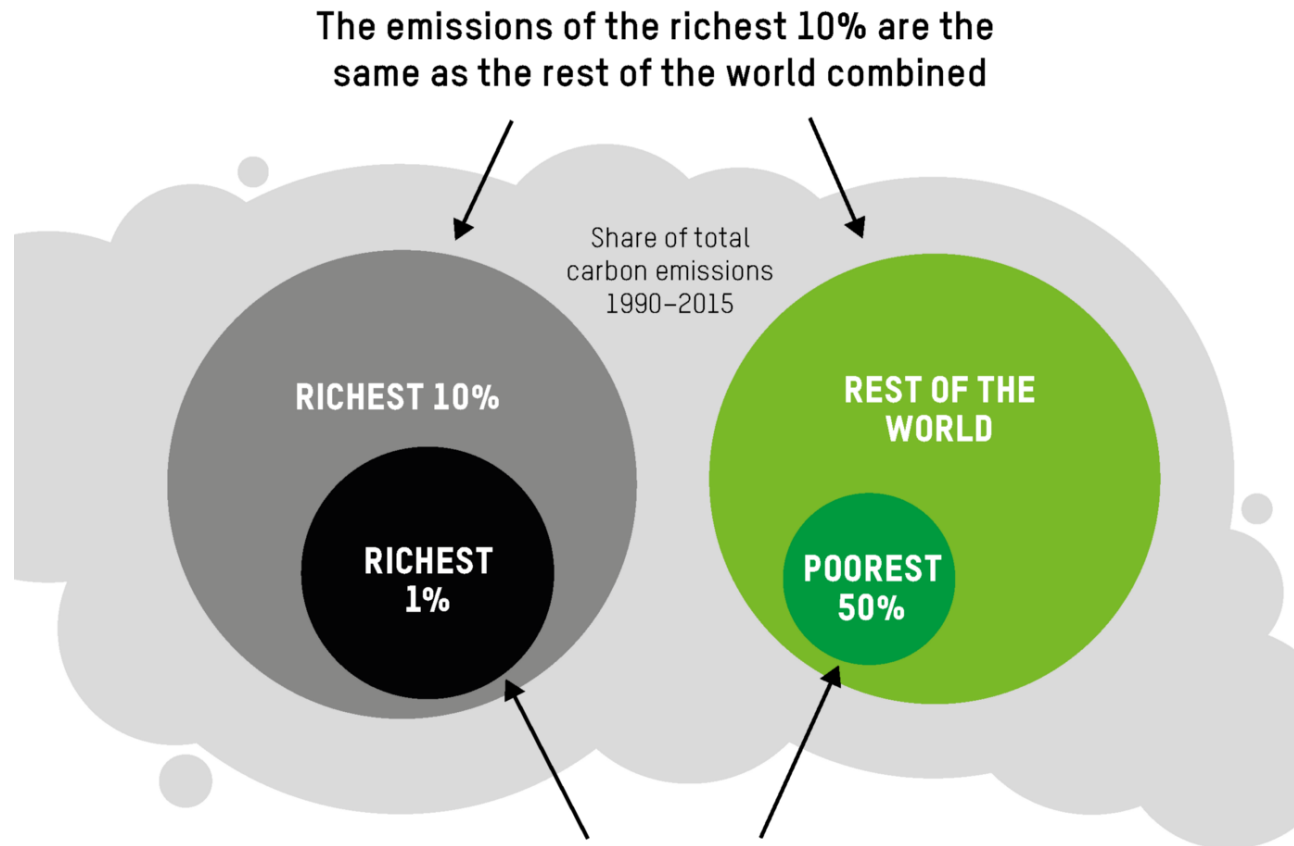 The emissions of the richest 10% are the
same as the rest of the world combined
Share of total
carbon emissions
1990–2015
RICHEST 10%
RICHEST
1%
REST OF THE
WORLD
POOREST
50%